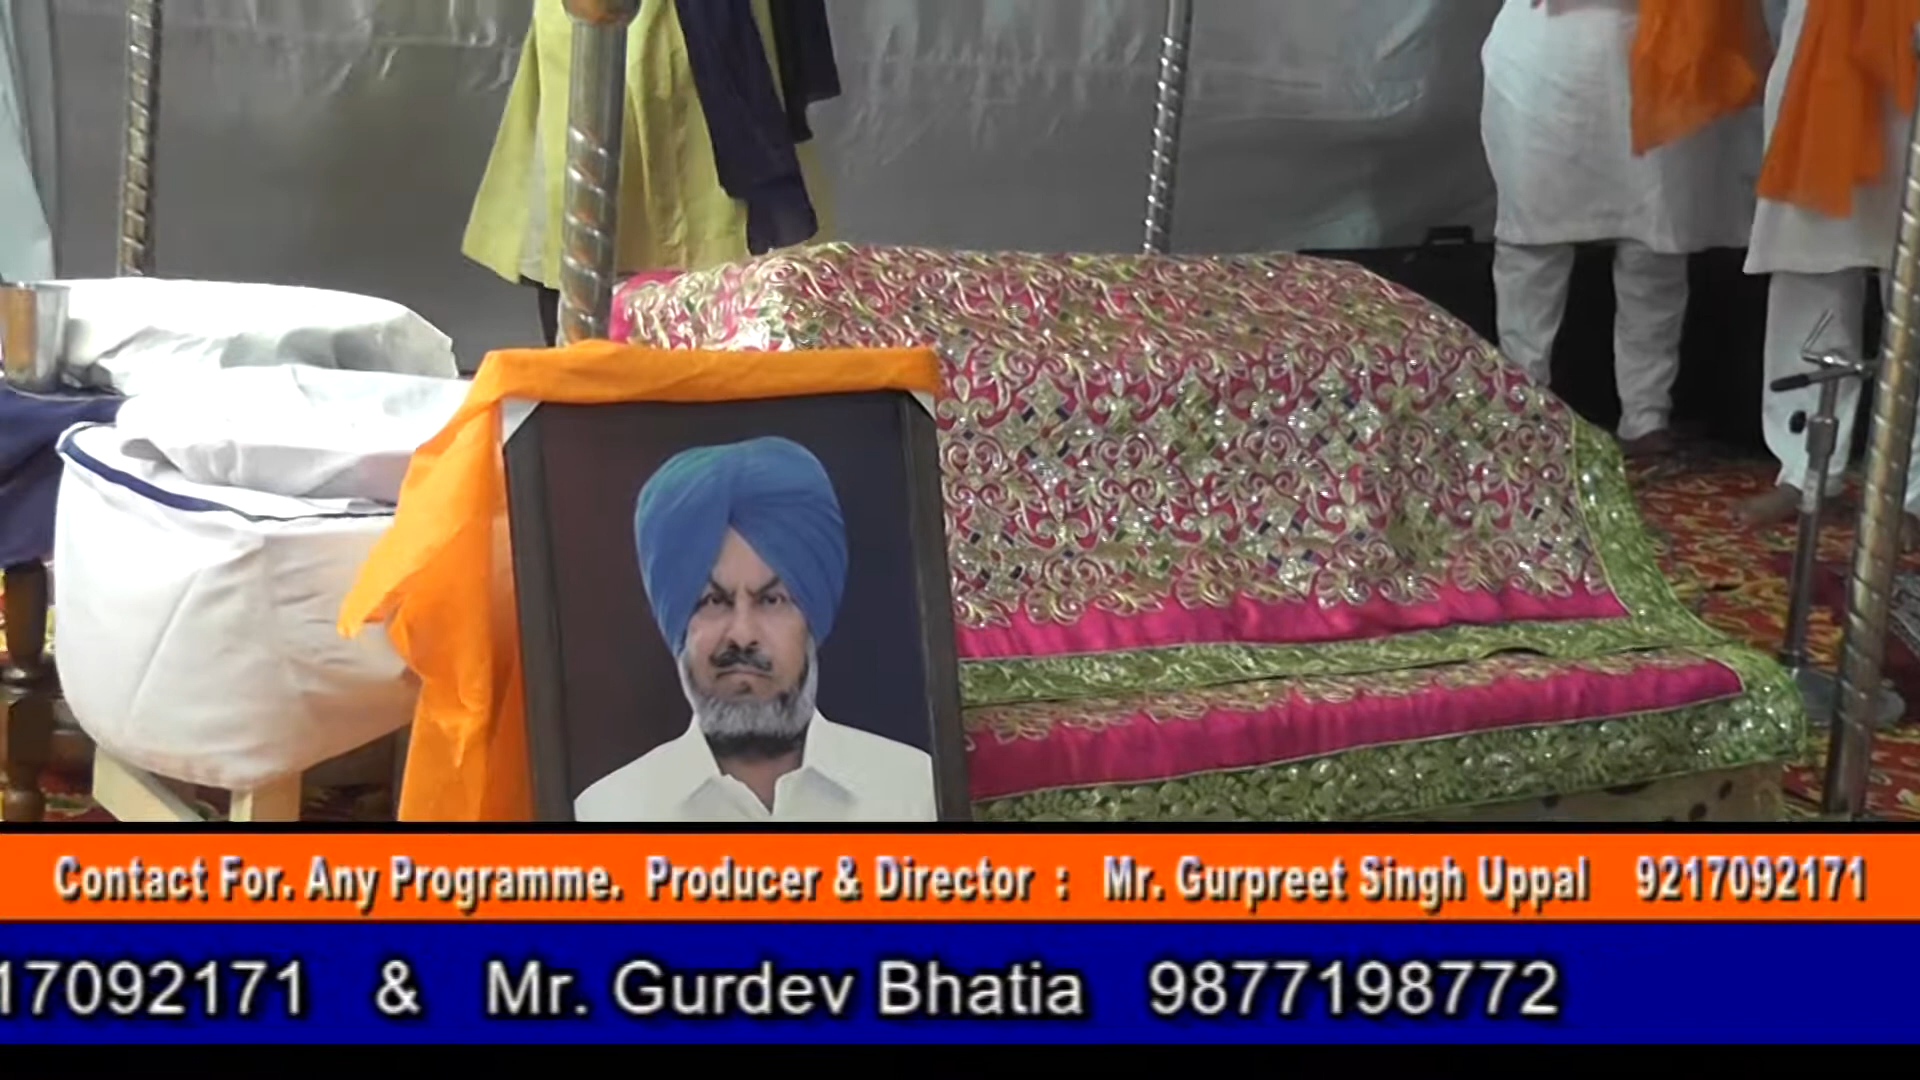 Contact For. Any Programme. Producer & Director : Mr. Gurpreet Singh Uppal 9217092171
17092171 & Mr. Gurdev Bhatia 9877198772